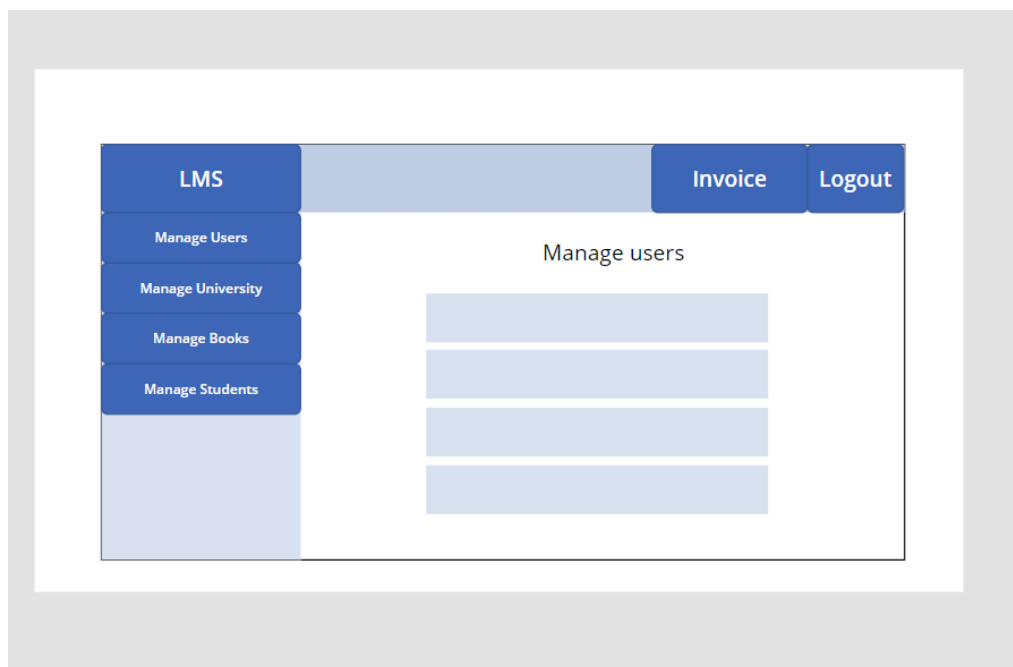 LMS
Invoice
Logout
Manage Users
Manage users
Manage University
Manage Books
Manage Students